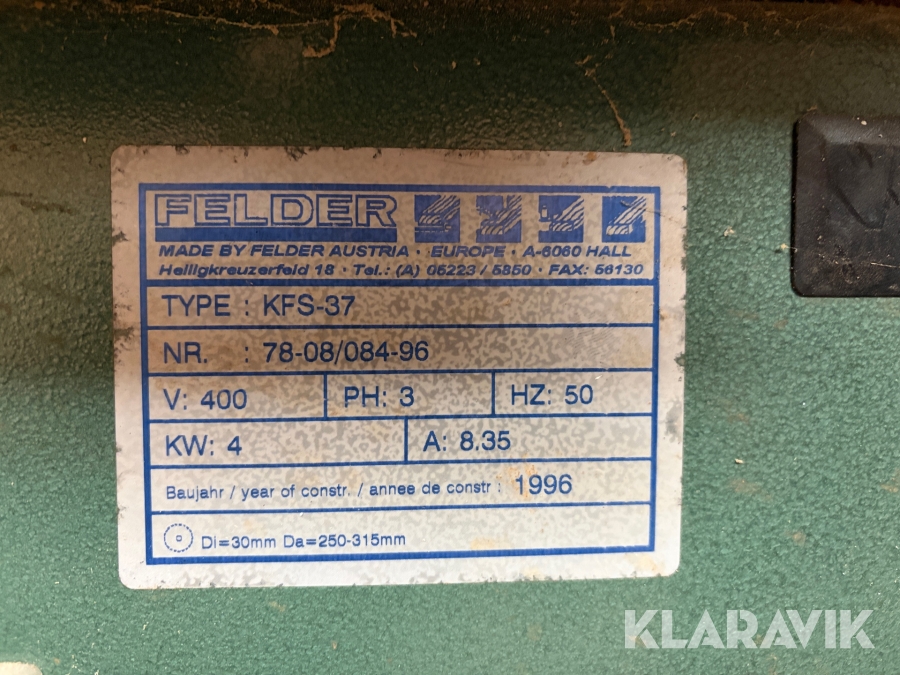 FELDER
MADE BY FELDER AUSTRIA · EUROPE · A-6060 HALL
Heiligkreuzerfeld 18 · Tel.: (A) 05223 / 5850 · FAX: 56130
TYPE : KFS-37
NR. : 78-08/084-96
V: 400 PH: 3 HZ: 50
KW: 4 A: 8.35
Baujahr / year of constr. / annee de constr : 1996
Di=30mm Da=250-315mm
KLARAVIK